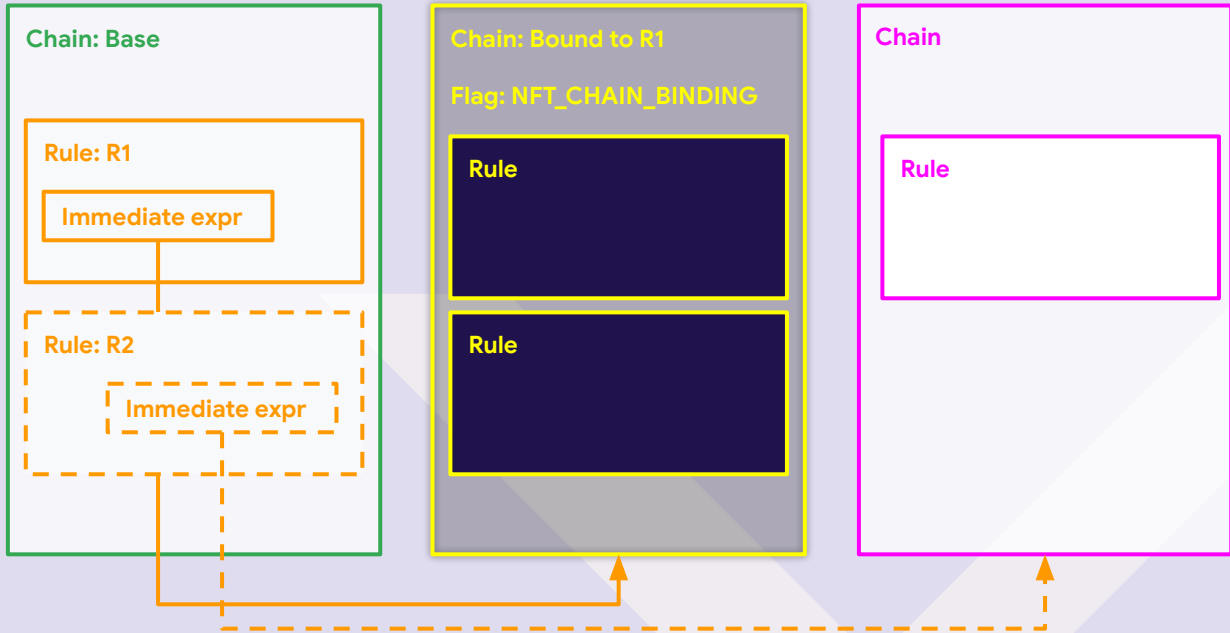 Chain: Base
Rule: R1
Immediate expr
Rule: R2
Immediate expr
Chain: Bound to R1
Flag: NFT_CHAIN_BINDING
Rule
Rule
Chain
Rule